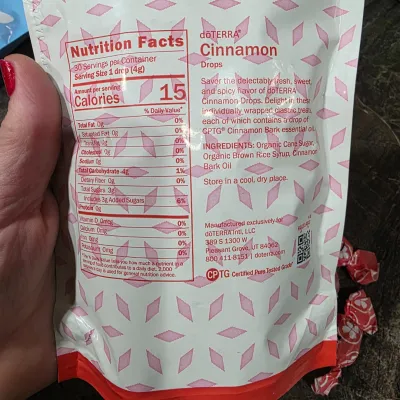 Nutrition Facts
30 Servings per Container
Serving Size 1 drop (4g)
Amount per serving
Calories 15
% Daily Value*
Total Fat 0g 0%
Saturated Fat 0g 0%
Trans Fat 0g 0%
Cholesterol 0g 0%
Sodium 0g 0%
Total Carbohydrate 4g 1%
Dietary Fiber 0g 0%
Total Sugars 3g
Includes 3g Added Sugars 6%
Protein 0g
Vitamin D 0mcg 0%
Calcium 0mg 0%
Iron 0mg 0%
Potassium 0mg 0%
dōTERRA®
Cinnamon
Drops
Savor the delectably fresh, sweet,
and spicy flavor of dōTERRA
Cinnamon Drops. Delight in these
individually wrapped classic treats,
each of which contains a drop of
CPTG® Cinnamon Bark essential oil.
INGREDIENTS: Organic Cane Sugar,
Organic Brown Rice Syrup, Cinnamon
Bark Oil
Store in a cool, dry place.
Manufactured exclusively for
dōTERRA Intl, LLC
389 S 1300 W
Pleasant Grove, UT 84062
800 411 8151 | doterra.com
CPTG Certified Pure Tested Grade®